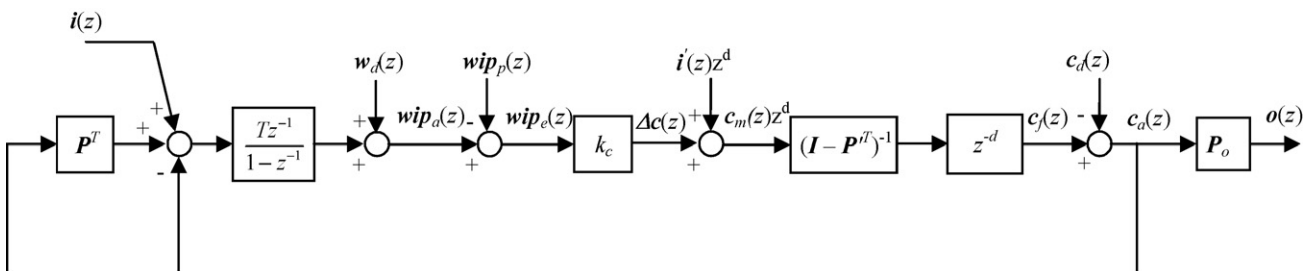 i(z)
w_d(z)
wip_p(z)
i'(z)z^d
c_d(z)
+
+
-
P^T
Tz^{-1}
1 - z^{-1}
+
+
wip_a(z)
-
+
wip_e(z)
k_c
Δc(z)
+
+
c_m(z)z^d
(I – P'^T)^{-1}
z^{-d}
c_f(z)
-
+
c_a(z)
P_o
o(z)